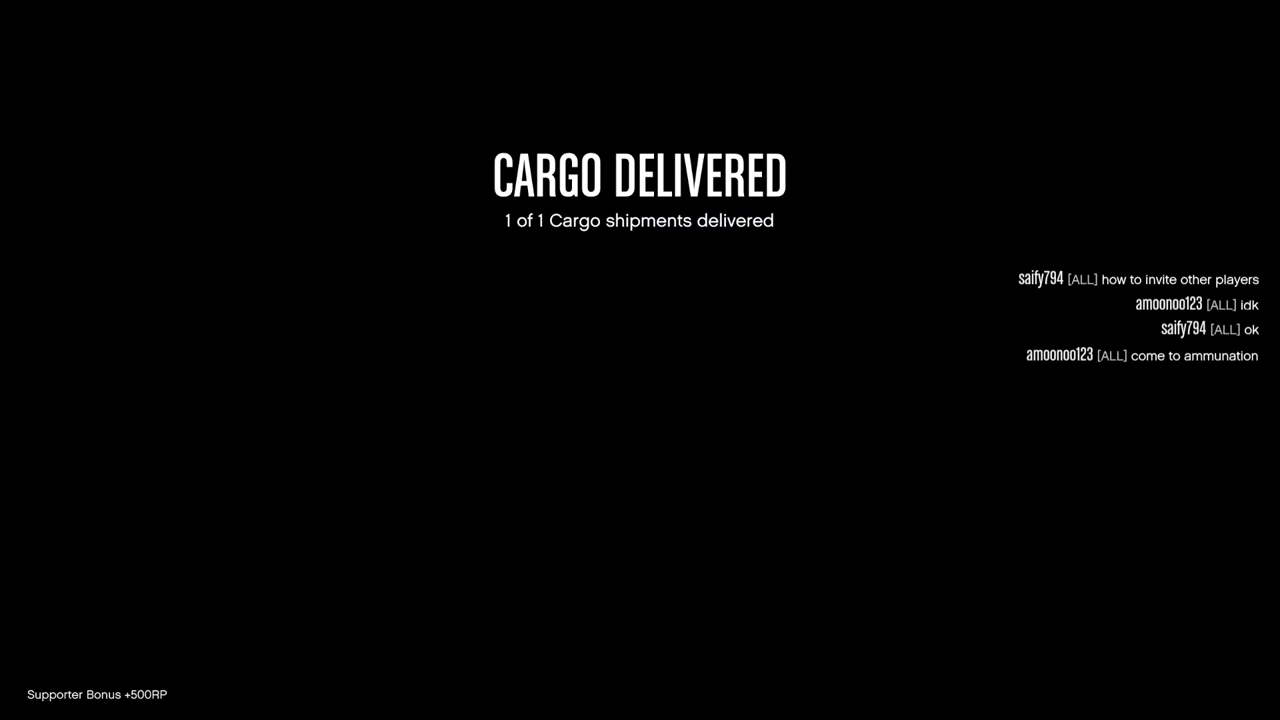 CARGO DELIVERED
1 of 1 Cargo shipments delivered
saify794 [ALL] how to invite other players
amoonoo123 [ALL] idk
saify794 [ALL] ok
amoonoo123 [ALL] come to ammunation
Supporter Bonus +500RP